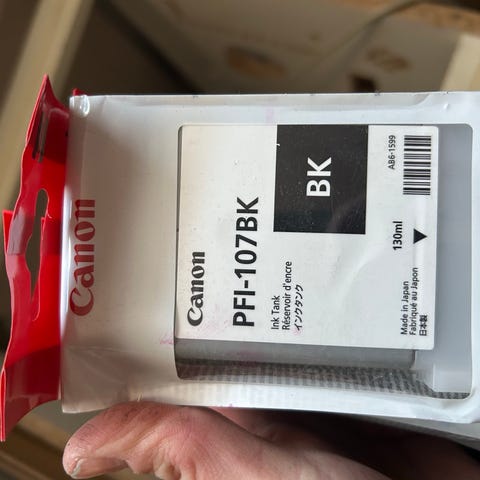 Canon
Canon
PFI-107BK
Ink Tank
Réservoir d'encre
インクタンク
BK
130ml
Made in Japan
Fabriqué au Japon
日本製
AB6-1599